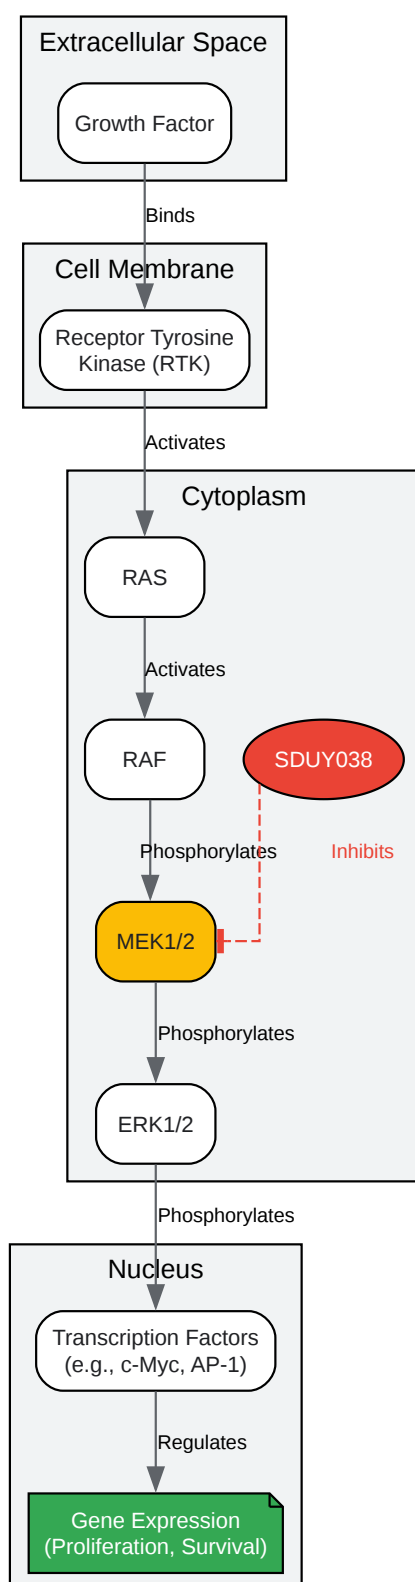 Extracellular Space
Growth Factor
Binds
Cell Membrane
Receptor Tyrosine
Kinase (RTK)
Activates
Cytoplasm
RAS
Activates
RAF
SDUY038
Phosphorylates
Inhibits
MEK1/2
Phosphorylates
ERK1/2
Phosphorylates
Nucleus
Transcription Factors
(e.g., c-Myc, AP-1)
Regulates
Gene Expression
(Proliferation, Survival)